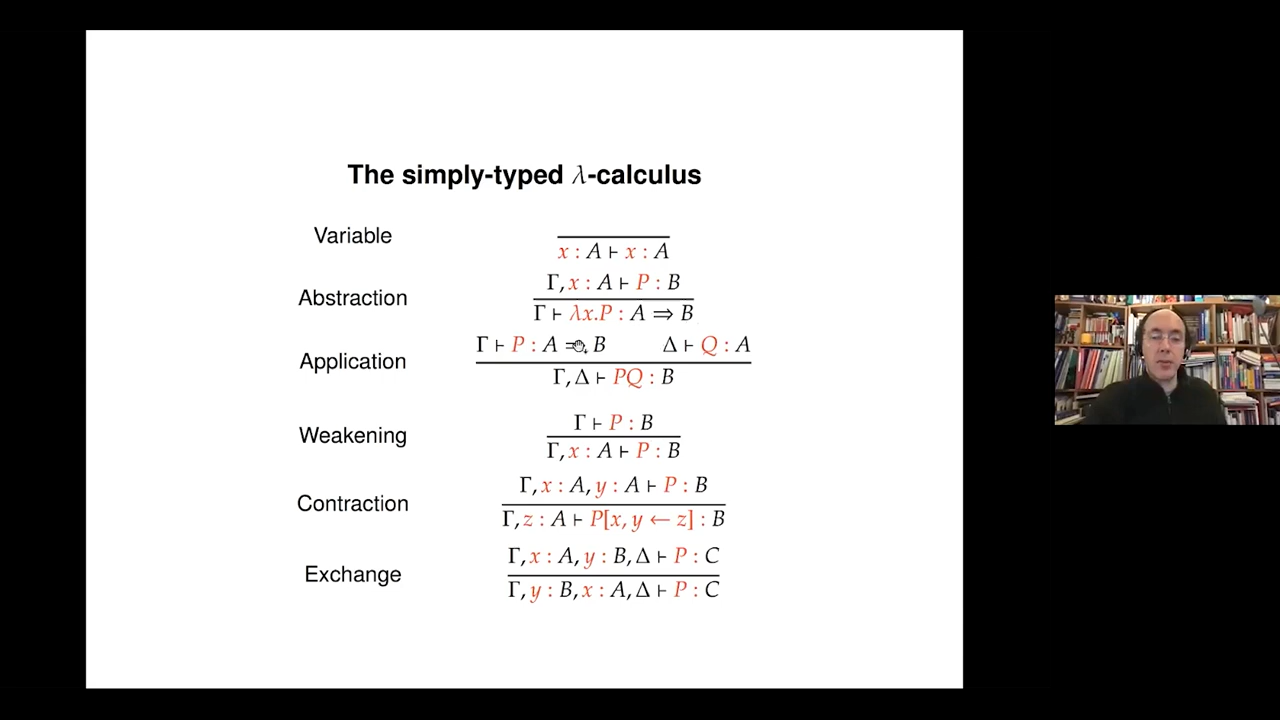 The simply-typed λ-calculus
Variable
x : A ⊢ x : A
Abstraction
Γ, x : A ⊢ P : B
Γ ⊢ λx.P : A ⇒ B
Application
Γ ⊢ P : A ⇒ B Δ ⊢ Q : A
Γ, Δ ⊢ PQ : B
Weakening
Γ ⊢ P : B
Γ, x : A ⊢ P : B
Contraction
Γ, x : A, y : A ⊢ P : B
Γ, z : A ⊢ P[x, y ← z] : B
Exchange
Γ, x : A, y : B, Δ ⊢ P : C
Γ, y : B, x : A, Δ ⊢ P : C